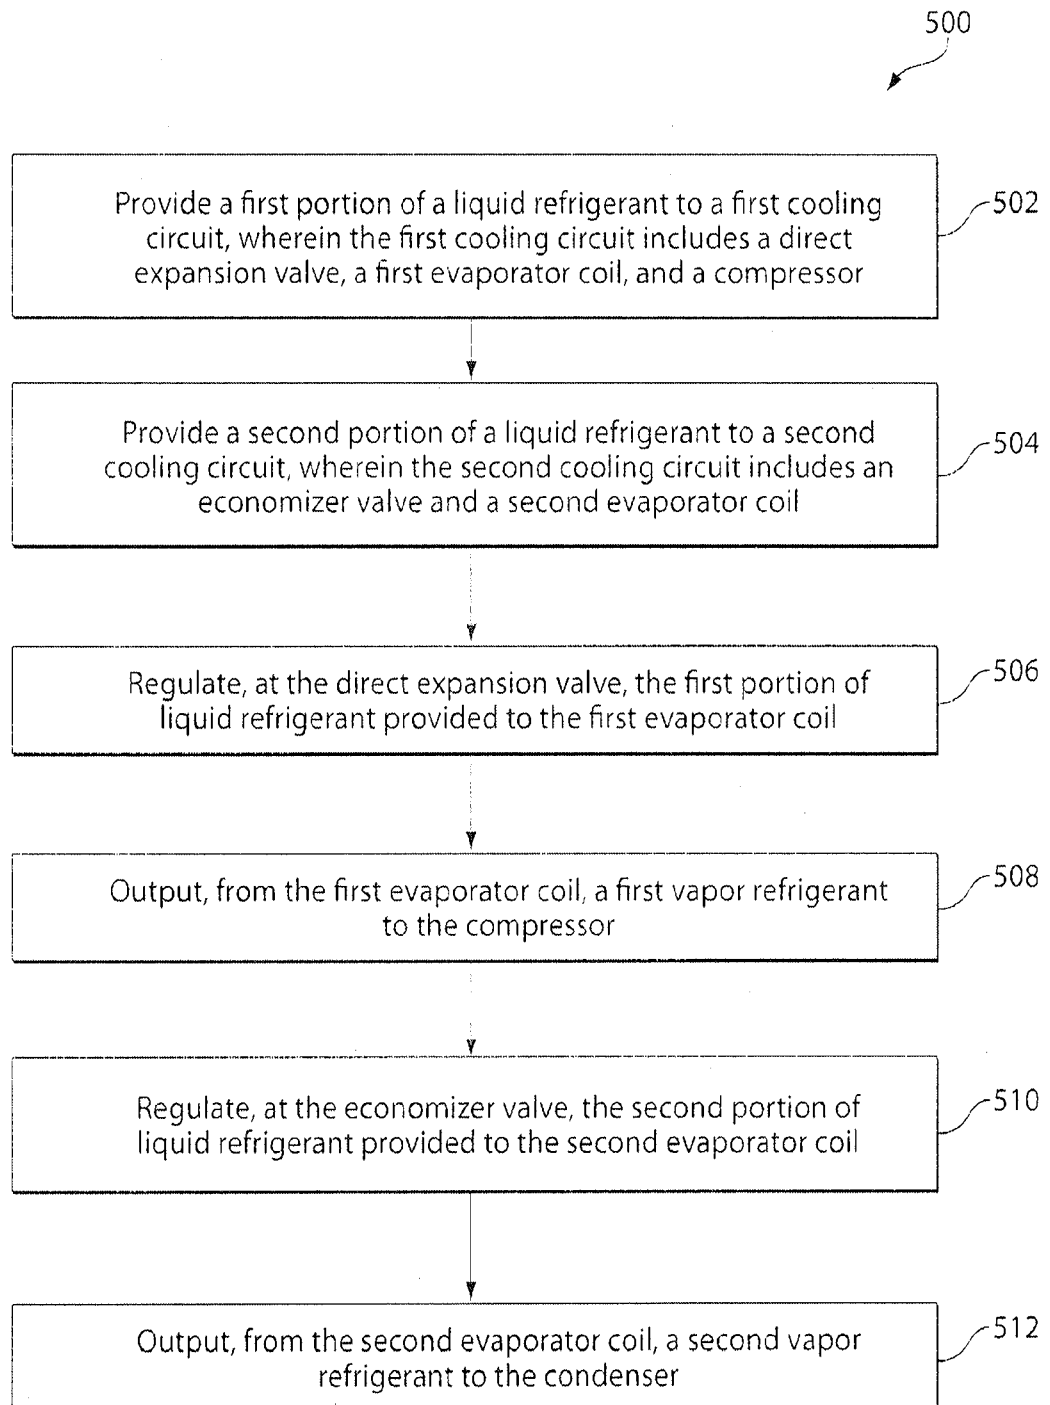 500
Provide a first portion of a liquid refrigerant to a first cooling
circuit, wherein the first cooling circuit includes a direct
expansion valve, a first evaporator coil, and a compressor
502
Provide a second portion of a liquid refrigerant to a second
cooling circuit, wherein the second cooling circuit includes an
economizer valve and a second evaporator coil
504
Regulate, at the direct expansion valve, the first portion of
liquid refrigerant provided to the first evaporator coil
506
Output, from the first evaporator coil, a first vapor refrigerant
to the compressor
508
Regulate, at the economizer valve, the second portion of
liquid refrigerant provided to the second evaporator coil
510
Output, from the second evaporator coil, a second vapor
refrigerant to the condenser
512